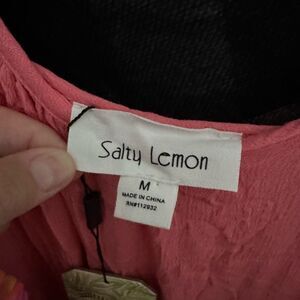 Salty Lemon
M
MADE IN CHINA
RN#112932